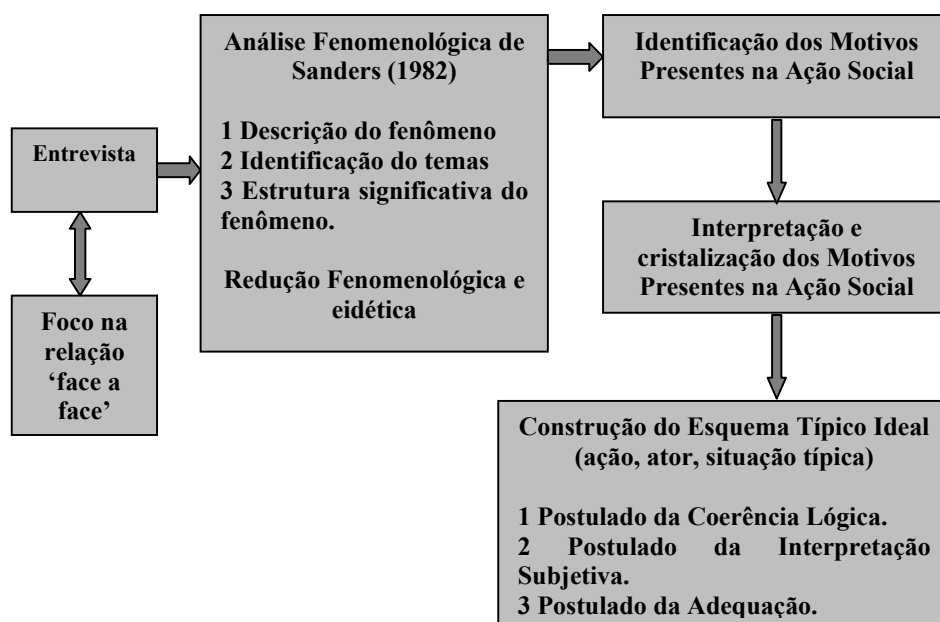 Entrevista
Foco na
relação
‘face a
face’
Análise Fenomenológica de
Sanders (1982)
1 Descrição do fenômeno
2 Identificação do temas
3 Estrutura significativa do
fenômeno.
Redução Fenomenológica e
eidética
Identificação dos Motivos
Presentes na Ação Social
Interpretação e
cristalização dos Motivos
Presentes na Ação Social
Construção do Esquema Típico Ideal
(ação, ator, situação típica)
1 Postulado da Coerência Lógica.
2 Postulado da Interpretação
Subjetiva.
3 Postulado da Adequação.